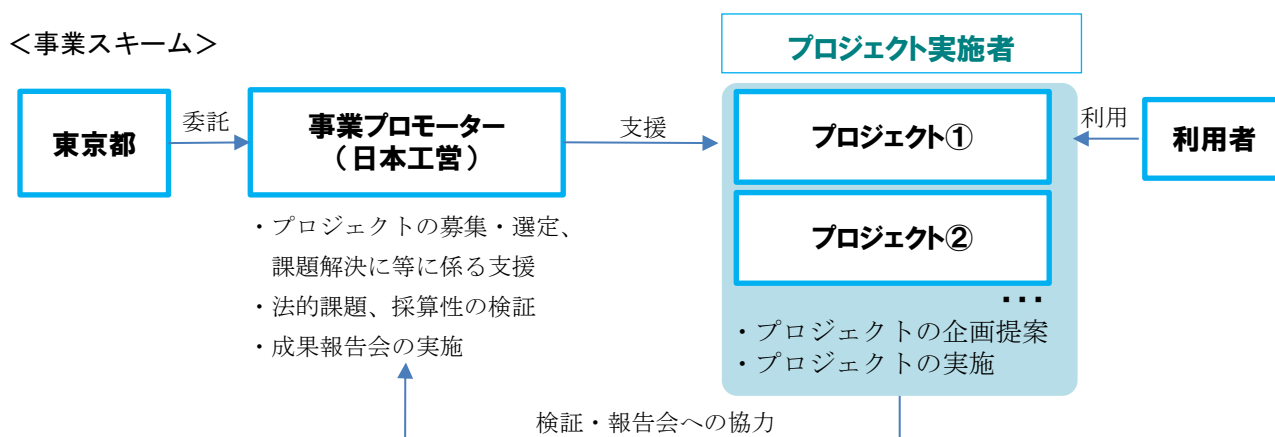 ＜事業スキーム＞
プロジェクト実施者
東京都
委託
事業プロモーター
（日本工営）
支援
プロジェクト①
利用
利用者
・プロジェクトの募集・選定、
課題解決に等に係る支援
・法的課題、採算性の検証
・成果報告会の実施
プロジェクト②
・・・
・プロジェクトの企画提案
・プロジェクトの実施
検証・報告会への協力